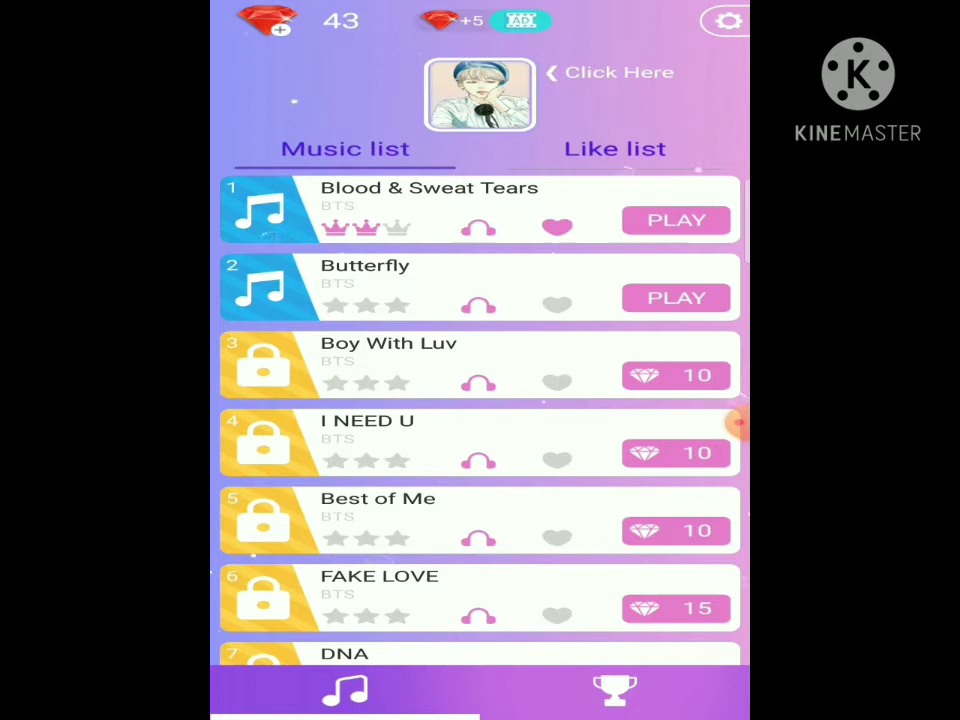 43
+5
AD
Click Here
K
KINEMASTER
Music list
Like list
1
Blood & Sweat Tears
BTS
PLAY
2
Butterfly
BTS
PLAY
3
Boy With Luv
BTS
10
4
I NEED U
BTS
10
5
Best of Me
BTS
10
6
FAKE LOVE
BTS
15
7
DNA